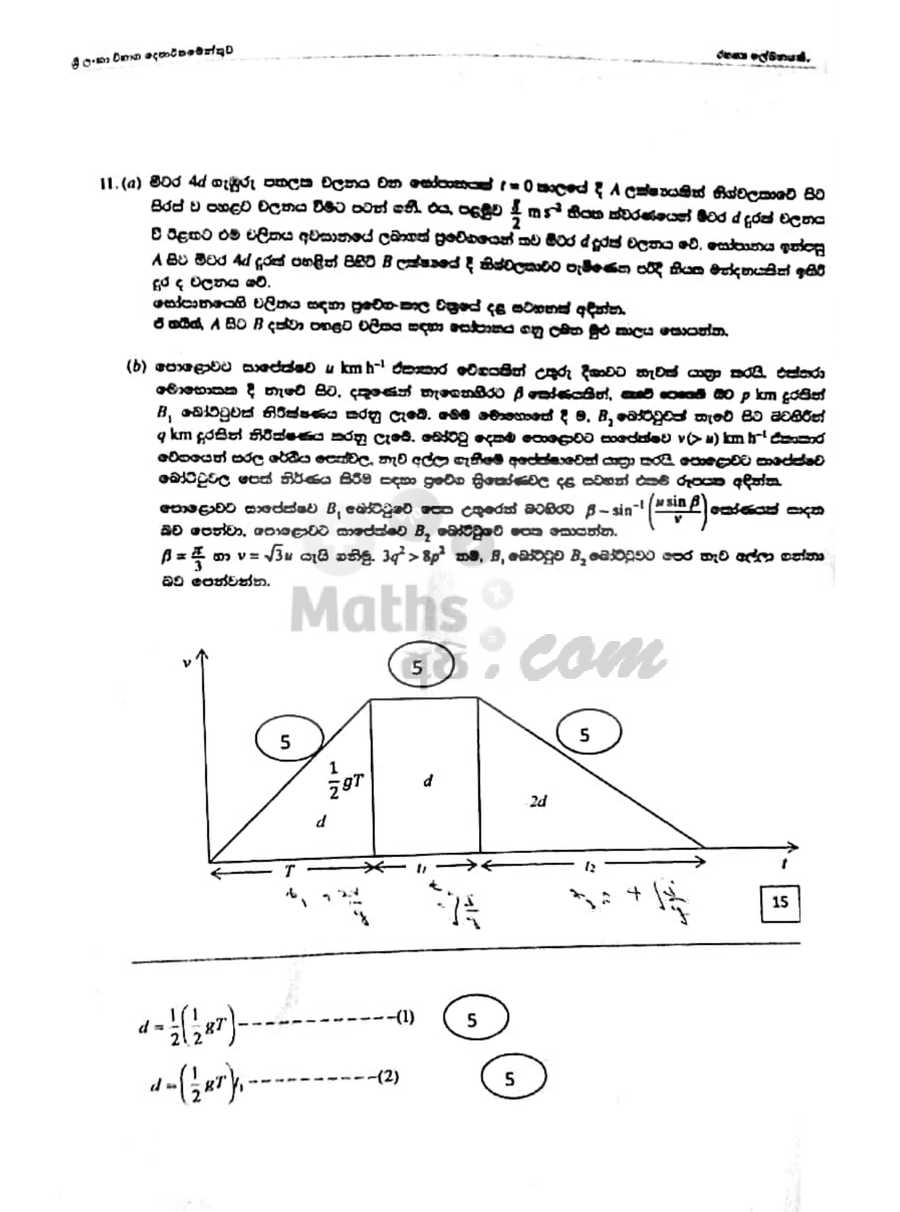 ශ්‍රී ලංකා විභාග දෙපාර්තමේන්තුව
රහස්‍ය ලේඛනයකි.
11. (a) මීටර 4d ගැඹුරු පතලක චලනය වන සෝපානයක් t = 0 කාලයේ දී A ලක්ෂ්‍යයකින් නිශ්චලතාවේ සිට
සිරස් ව පහළට චලනය වීමට පටන් ගනී. එය, පළමුව g/2 m s⁻² නියත ත්වරණයෙන් මීටර d දුරක් චලනය
වී ඊළඟට එම චලිතය අවසානයේ ලබාගත් ප්‍රවේගයෙන් තව මීටර d දුරක් චලනය වේ. සෝපානය ඉන්පසු
A සිට මීටර 4d දුරක් පහළින් පිහිටි B ලක්ෂ්‍යයේ දී නිශ්චලතාවට පැමිණෙන පරිදි නියත මන්දනයකින් ඉතිරි
දුර ද චලනය වේ.
සෝපානයෙහි චලිතය සඳහා ප්‍රවේග-කාල වක්‍රයේ දළ සටහනක් අඳින්න.
ඒ නයින්, A සිට B දක්වා පහළට චලිතය සඳහා සෝපානය ගනු ලබන මුළු කාලය සොයන්න.
(b) පොළොවට සාපේක්ෂව u km h⁻¹ ඒකාකාර වේගයකින් උතුරු දිශාවට නැවක් යාත්‍රා කරයි. එක්තරා
මොහොතක දී නැවේ සිට, දකුණෙන් නැගෙනහිරට β කෝණයකින්, නැවේ පෙතෙහි සිට p km දුරකින්
B₁ බෝට්ටුවක් නිරීක්ෂණය කරනු ලැබේ. මෙම මොහොතේ දී ම, B₂ බෝට්ටුවක් නැවේ සිට බටහිරින්
q km දුරකින් නිරීක්ෂණය කරනු ලැබේ. බෝට්ටු දෙකම පොළොවට සාපේක්ෂව v(> u) km h⁻¹ ඒකාකාර
වේගයෙන් සරල රේඛීය පෙත්වල, නැව අල්ලා ගැනීමේ අපේක්ෂාවෙන් යාත්‍රා කරයි. පොළොවට සාපේක්ෂව
බෝට්ටුවල පෙත් නිර්ණය කිරීම සඳහා ප්‍රවේග ත්‍රිකෝණවල දළ සටහන් එකම රූපයක අඳින්න.
පොළොවට සාපේක්ෂව B₁ බෝට්ටුවේ පෙත උතුරෙන් බටහිරට β − sin⁻¹(u sin β/v) කෝණයක් සාදන
බව පෙන්වා, පොළොවට සාපේක්ෂව B₂ බෝට්ටුවේ පෙත සොයන්න.
β = π/3 හා v = √3u යැයි ගනිමු. 3q² > 8p² නම්, B₁ බෝට්ටුව B₂ බෝට්ටුවට පෙර නැව අල්ලා ගන්නා
බව පෙන්වන්න.
Maths
අපි . com
v
5
5
5
1/2 gT
d
d
2d
T
t₁
t₂
t
15
d = 1/2(1/2 gT)--------------(1)
5
d = (1/2 gT)t₁------------(2)
5